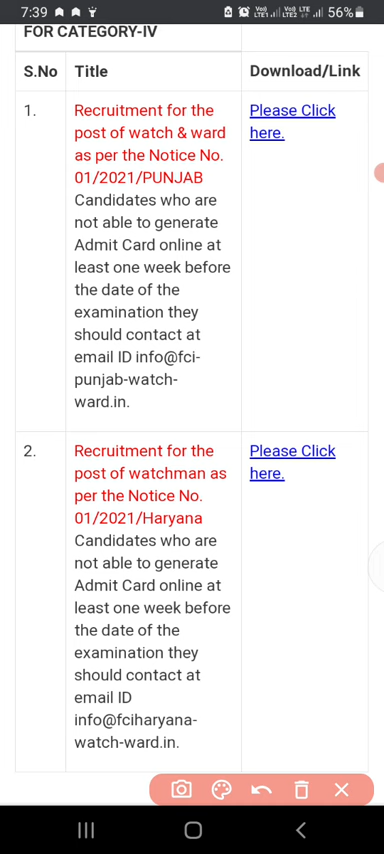 7:39 Vo)) LTE1 Vo)) LTE LTE2 56%
FOR CATEGORY-IV
S.No Title Download/Link
1. Recruitment for the Please Click
post of watch & ward here.
as per the Notice No.
01/2021/PUNJAB
Candidates who are
not able to generate
Admit Card online at
least one week before
the date of the
examination they
should contact at
email ID info@fci-
punjab-watch-
ward.in.
2. Recruitment for the Please Click
post of watchman as here.
per the Notice No.
01/2021/Haryana
Candidates who are
not able to generate
Admit Card online at
least one week before
the date of the
examination they
should contact at
email ID
info@fciharyana-
watch-ward.in.